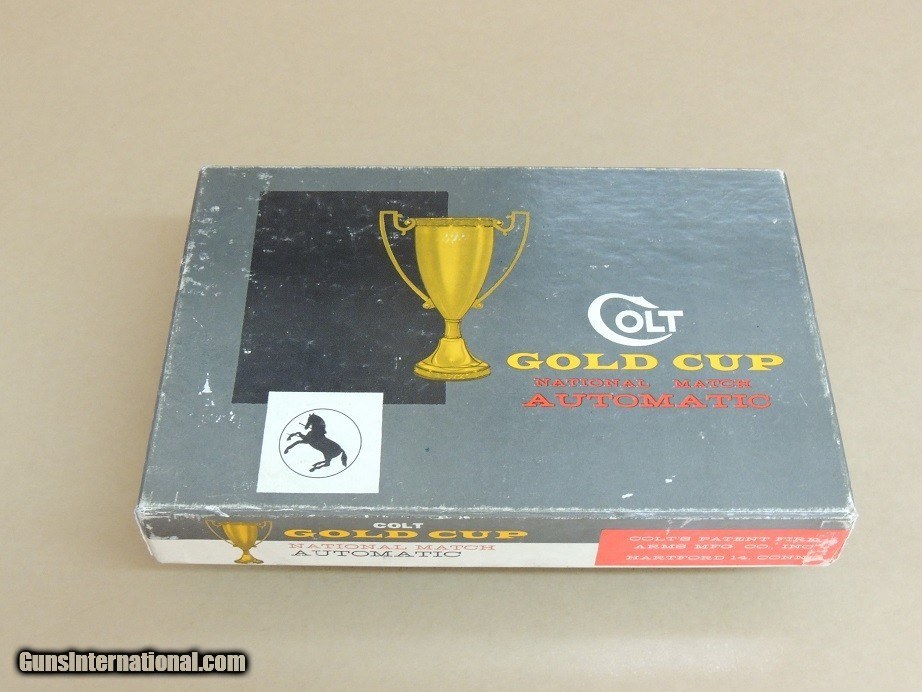 COLT
GOLD CUP
NATIONAL MATCH
AUTOMATIC
COLT
GOLD CUP
NATIONAL MATCH
AUTOMATIC
COLT'S PATENT FIRE
ARMS MFG. CO. INC.
HARTFORD 14, CONN.
GunsInternational.com